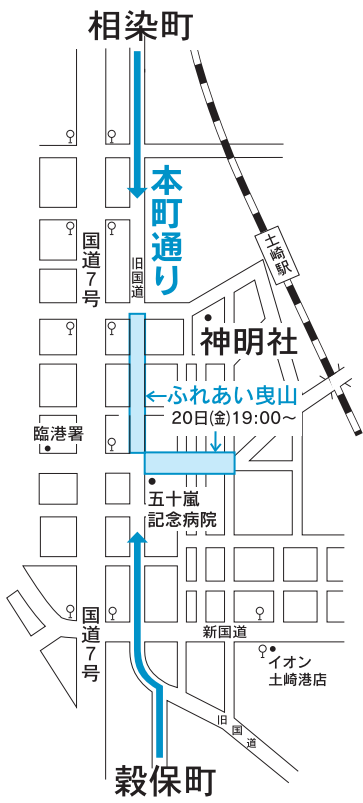 相染町
本町通り
国道7号
旧国道
土崎駅
神明社
←ふれあい曳山
20日(金)19:00～
臨港署
五十嵐
記念病院
国道7号
新国道
イオン
土崎港店
旧国道
穀保町